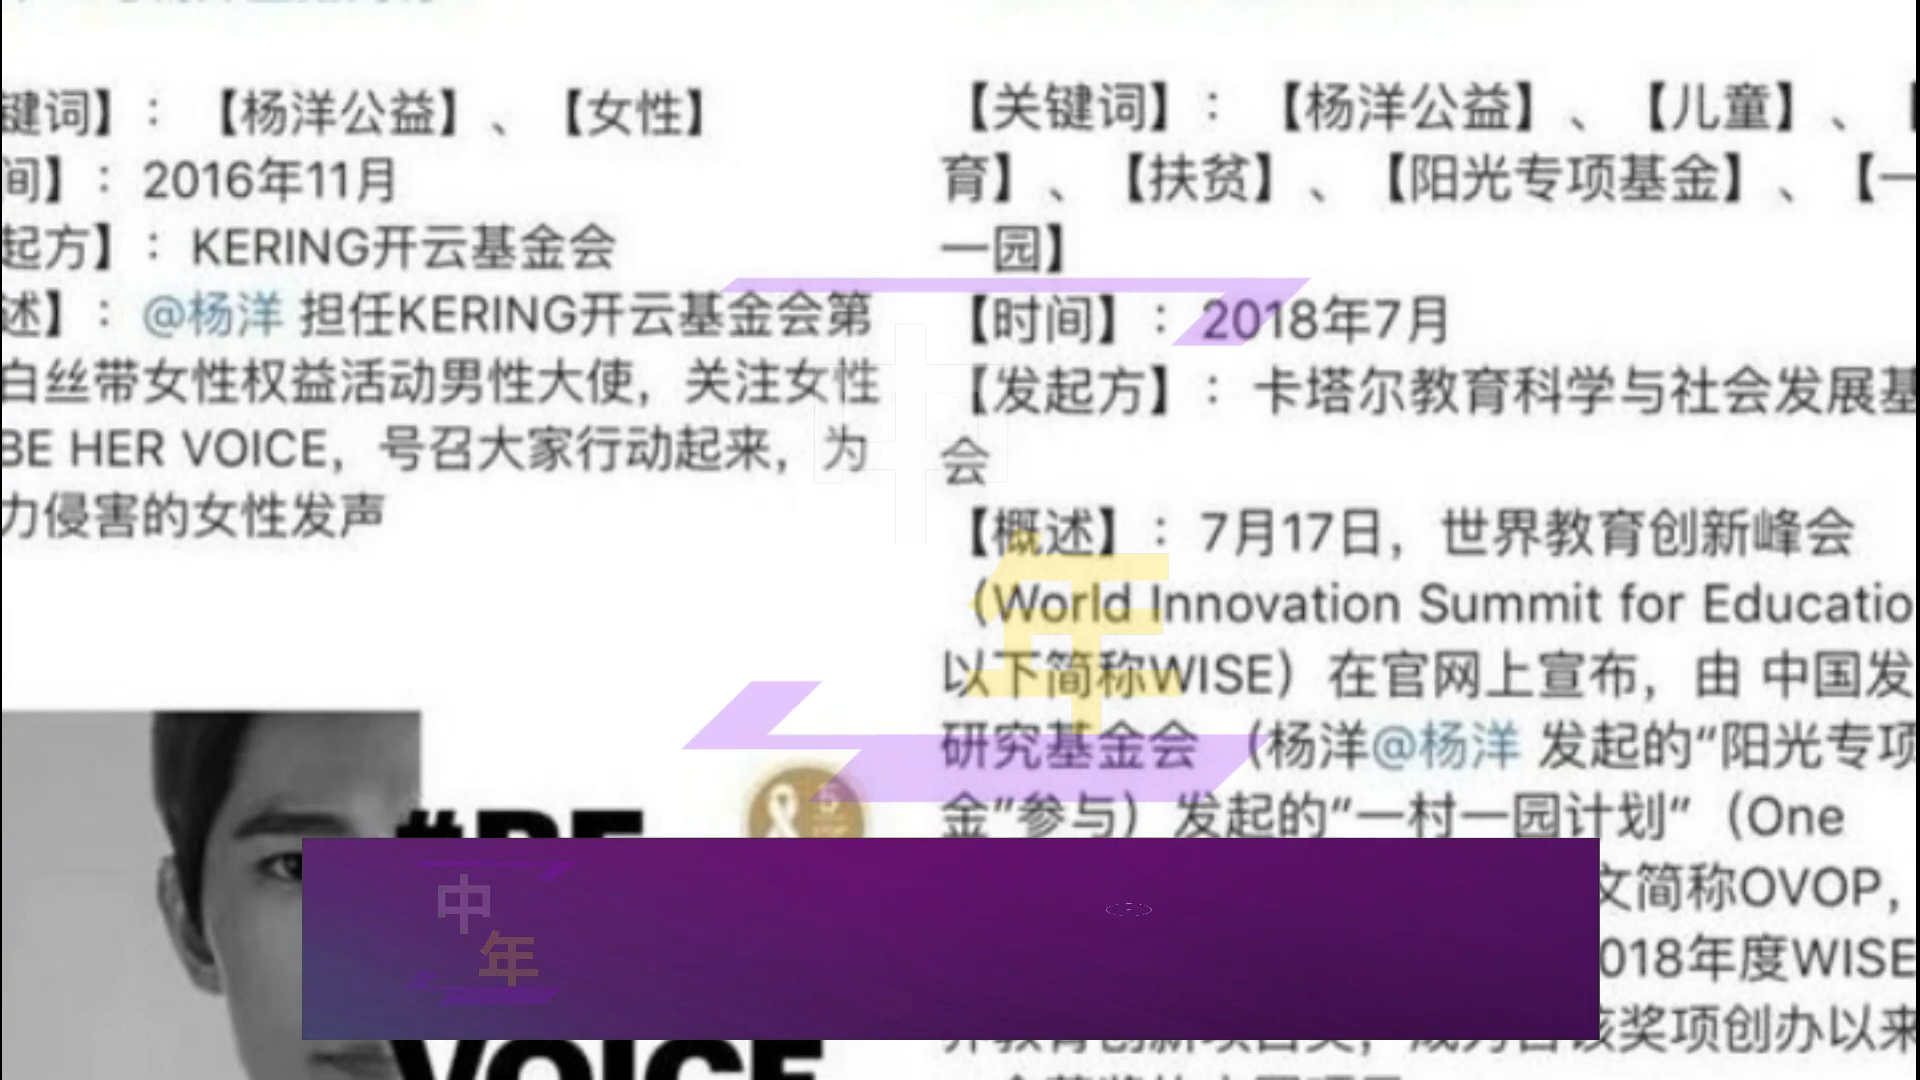 键词】：【杨洋公益】、【女性】
间】：2016年11月
起方】：KERING开云基金会
述】：@杨洋 担任KERING开云基金会第
白丝带女性权益活动男性大使，关注女性
BE HER VOICE，号召大家行动起来，为
力侵害的女性发声
#BE
VOICE
【关键词】：【杨洋公益】、【儿童】、【
育】、【扶贫】、【阳光专项基金】、【一
一园】
【时间】：2018年7月
【发起方】：卡塔尔教育科学与社会发展基
会
【概述】：7月17日，世界教育创新峰会
（World Innovation Summit for Educatio
以下简称WISE）在官网上宣布，由 中国发
研究基金会（杨洋@杨洋 发起的“阳光专项
金”参与）发起的“一村一园计划”（One
文简称OVOP，
018年度WISE
该奖项创办以来
中
年
中
年